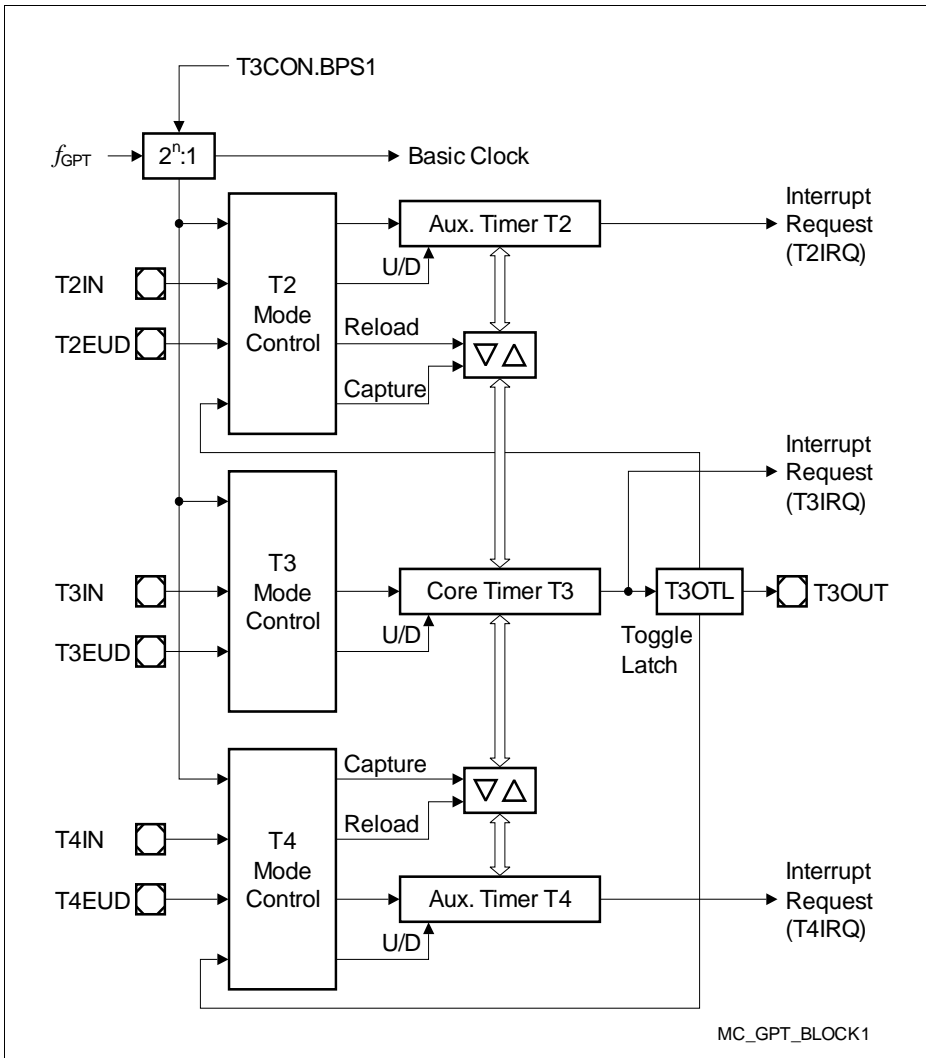 T3CON.BPS1
fGPT
2n:1
Basic Clock
Interrupt
Request
(T2IRQ)
Aux. Timer T2
U/D
T2IN
T2
Mode
Control
T2EUD
Reload
Capture
Interrupt
Request
(T3IRQ)
T3
Mode
Control
T3IN
Core Timer T3
T3OTL
T3OUT
T3EUD
U/D
Toggle
Latch
Capture
Reload
T4IN
T4
Mode
Control
T4EUD
Aux. Timer T4
U/D
Interrupt
Request
(T4IRQ)
MC_GPT_BLOCK1